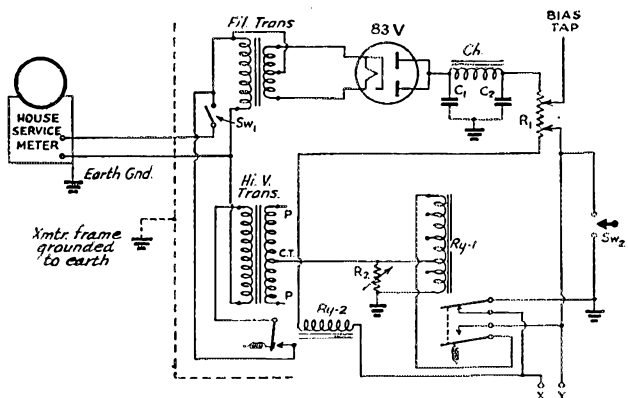 Fil. Trans
83 V
BIAS
TAP
Ch.
C1
C2
R1
HOUSE
SERVICE
METER
Sw1
Earth Gnd.
Hi. V.
Trans.
P
C.T.
P
Xmtr. frame
grounded
to earth
R2
Ry-1
Sw2
Ry-2
X
Y